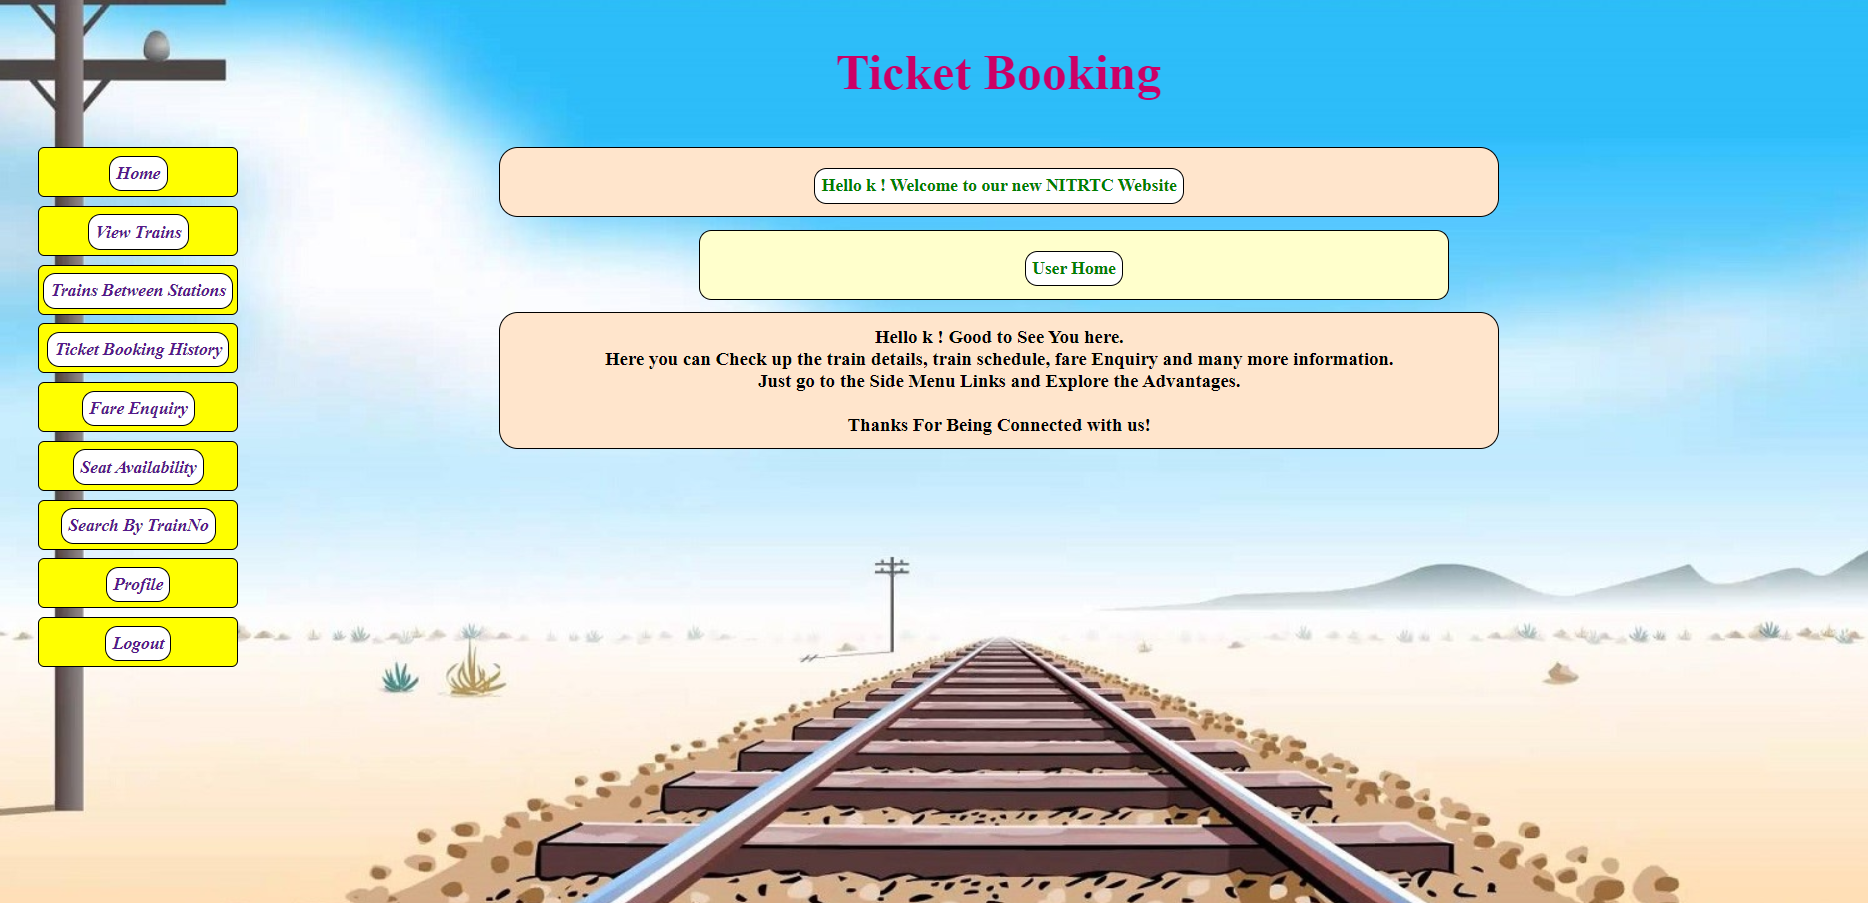 Ticket Booking
Home
View Trains
Trains Between Stations
Ticket Booking History
Fare Enquiry
Seat Availability
Search By TrainNo
Profile
Logout
Hello k ! Welcome to our new NITRTC Website
User Home
Hello k ! Good to See You here.
Here you can Check up the train details, train schedule, fare Enquiry and many more information.
Just go to the Side Menu Links and Explore the Advantages.
Thanks For Being Connected with us!